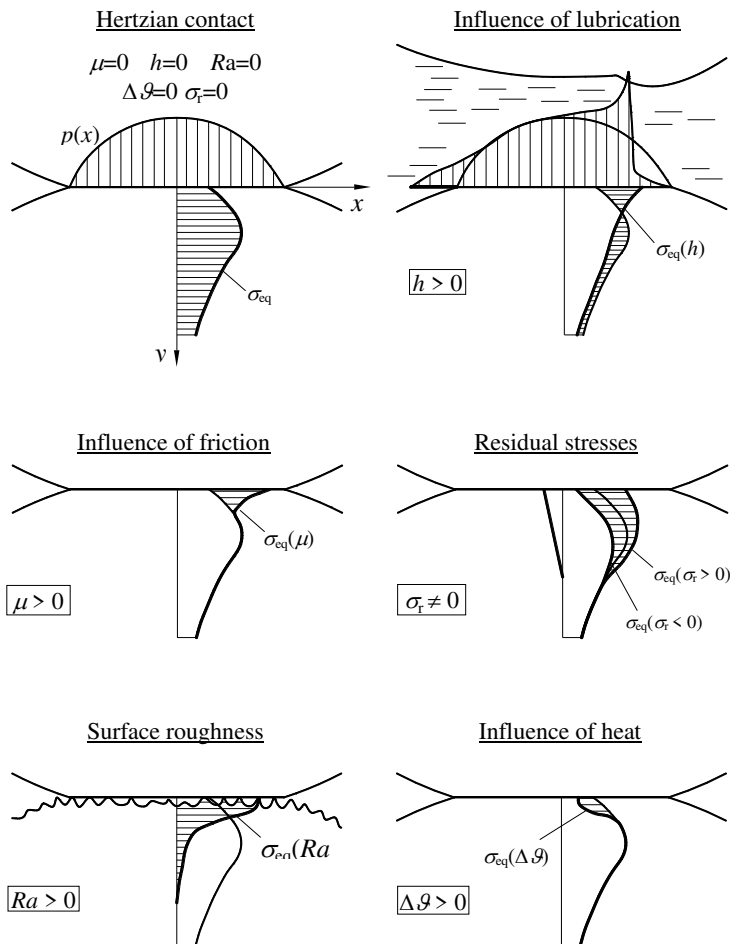 Hertzian contact
μ=0 h=0 Ra=0
Δϑ=0 σr=0
p(x)
x
σeq
y
Influence of lubrication
σeq(h)
h > 0
Influence of friction
σeq(μ)
μ > 0
Residual stresses
σeq(σr > 0)
σeq(σr < 0)
σr ≠ 0
Surface roughness
σeq(Ra
Ra > 0
Influence of heat
σeq(Δϑ)
Δϑ > 0